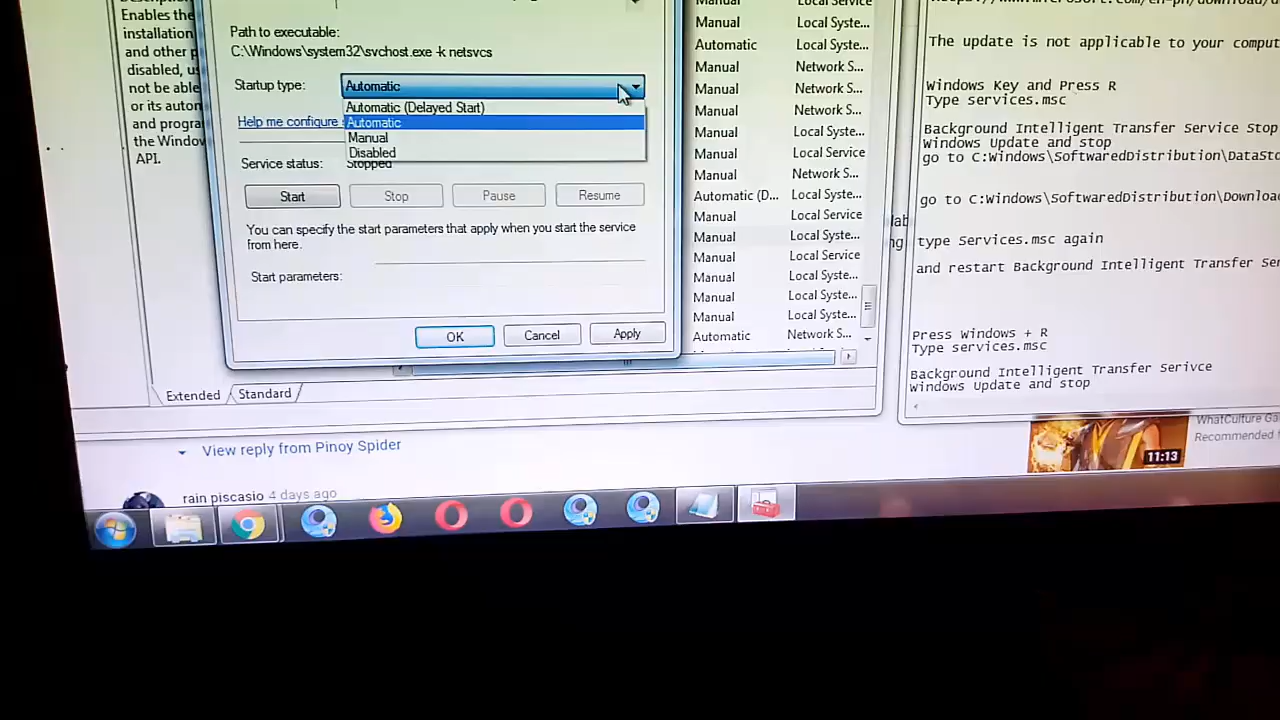 Description
Enables the
installation
and other p
disabled, us
not be able
or its auton
and progra
the Window
API.
Path to executable:
C:\Windows\system32\svchost.exe -k netsvcs
Startup type:
Automatic
Automatic (Delayed Start)
Automatic
Manual
Disabled
Help me configure
Service status:
Stopped
Start
Stop
Pause
Resume
You can specify the start parameters that apply when you start the service
from here.
Start parameters:
OK
Cancel
Apply
Extended
Standard
Manual Local Service
Manual Local Syste...
Automatic Local Syste...
Manual Network S...
Manual Network S...
Manual Network S...
Manual Local Syste...
Manual Local Service
Manual Network S...
Automatic (D... Local Syste...
Manual Local Service
Manual Local Syste...
Manual Local Service
Manual Local Syste...
Manual Local Syste...
Manual Local Syste...
Automatic Network S...
The update is not applicable to your comput
Windows Key and Press R
Type services.msc
Background Intelligent Transfer Service Stop
Windows Update and stop
go to C:Windows\SoftwaredDistribution\DataSto
go to C:Windows\SoftwaredDistribution\Downloa
type Services.msc again
and restart Background Intelligent Transfer Ser
Press Windows + R
Type services.msc
Background Intelligent Transfer Serivce
Windows Update and stop
View reply from Pinoy Spider
rain piscasio 4 days ago
WhatCulture Ga
Recommended f
11:13